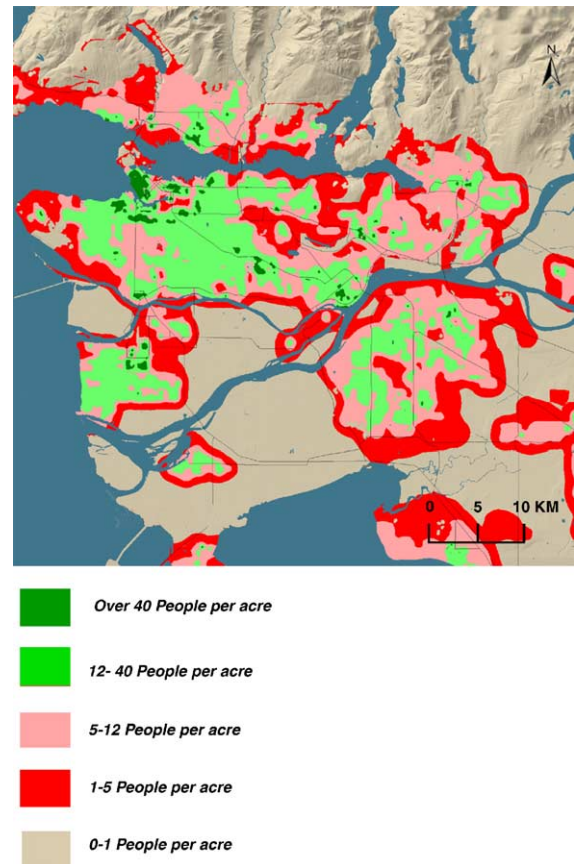 N
0 5 10 KM
Over 40 People per acre
12- 40 People per acre
5-12 People per acre
1-5 People per acre
0-1 People per acre